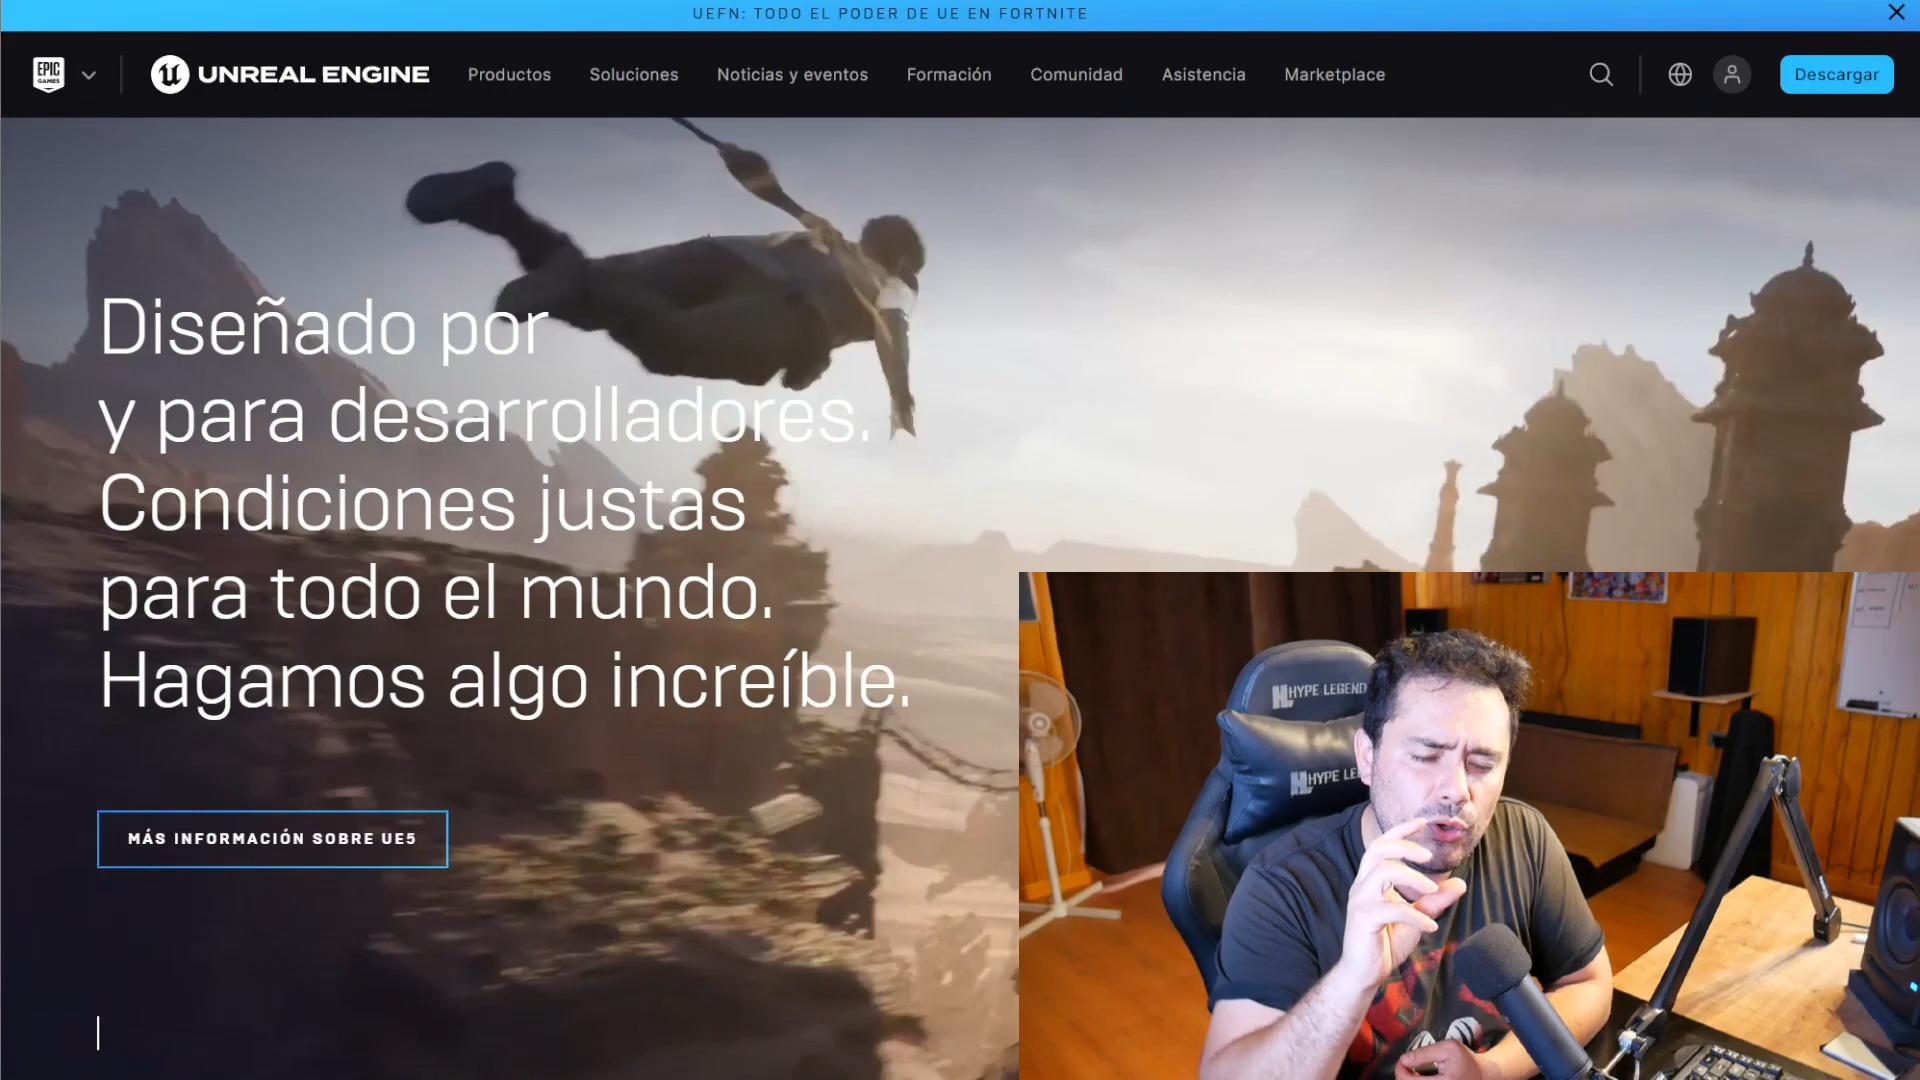 UEFN: TODO EL PODER DE UE EN FORTNITE
EPIC GAMES
UNREAL ENGINE
Productos
Soluciones
Noticias y eventos
Formación
Comunidad
Asistencia
Marketplace
Descargar
Diseñado por
y para desarrolladores.
Condiciones justas
para todo el mundo.
Hagamos algo increíble.
MÁS INFORMACIÓN SOBRE UE5
HYPE LEGEND
HYPE